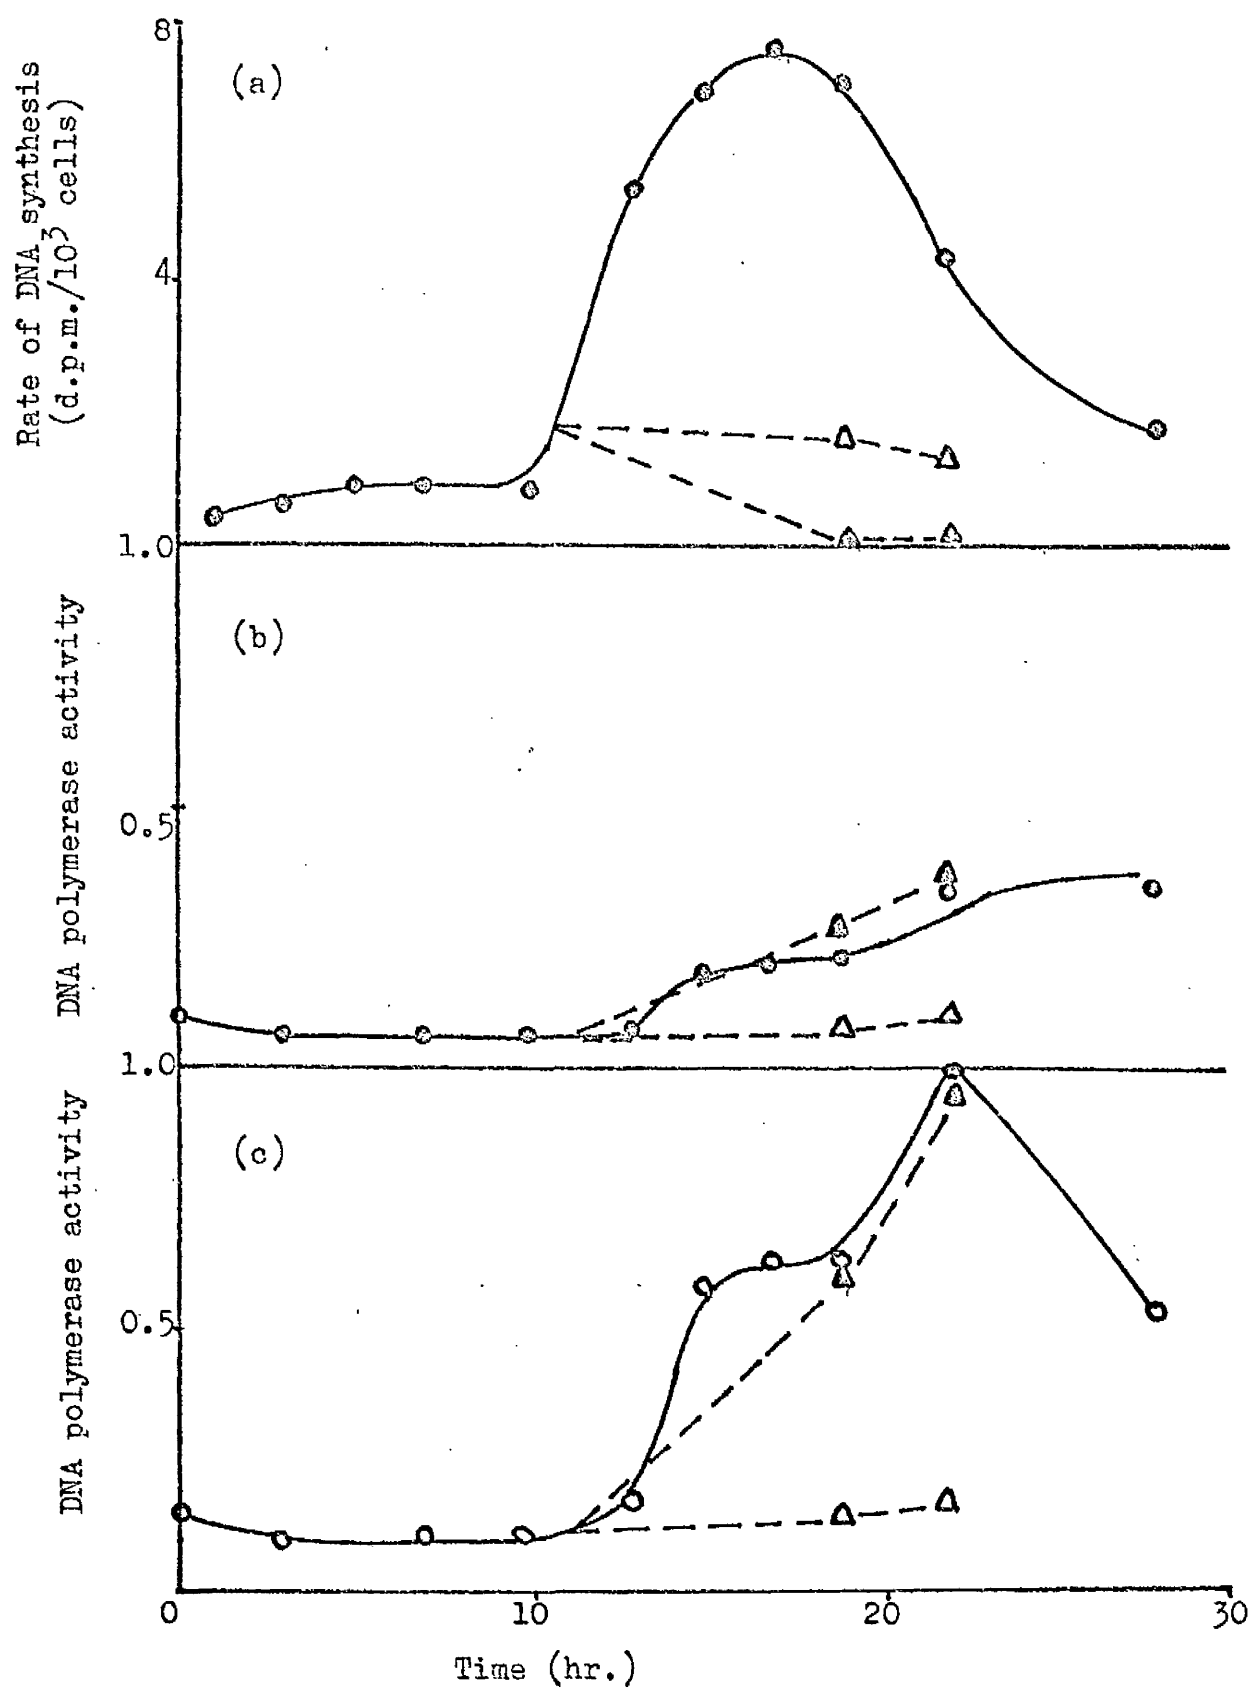 8
(a)
Rate of DNA synthesis
(d.p.m./10³ cells)
4
1.0
(b)
DNA polymerase activity
0.5
1.0
(c)
DNA polymerase activity
0.5
0
10
20
30
Time (hr.)